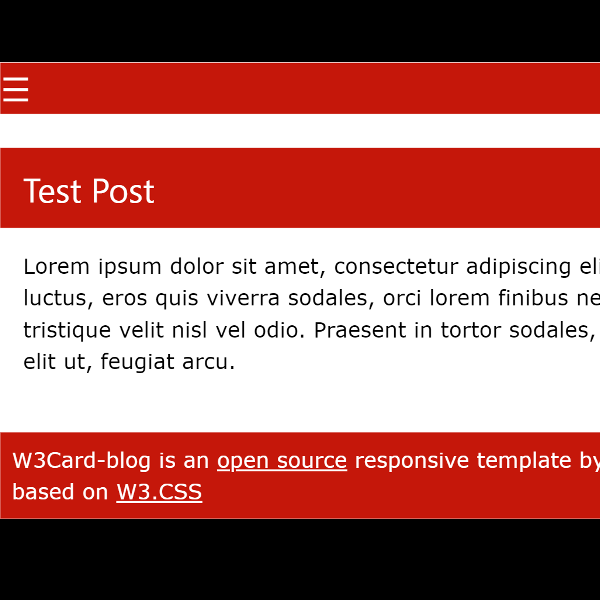 ☰
Test Post
Lorem ipsum dolor sit amet, consectetur adipiscing
luctus, eros quis viverra sodales, orci lorem finibus
tristique velit nisl vel odio. Praesent in tortor sodales,
elit ut, feugiat arcu.
W3Card-blog is an open source responsive template by
based on W3.CSS